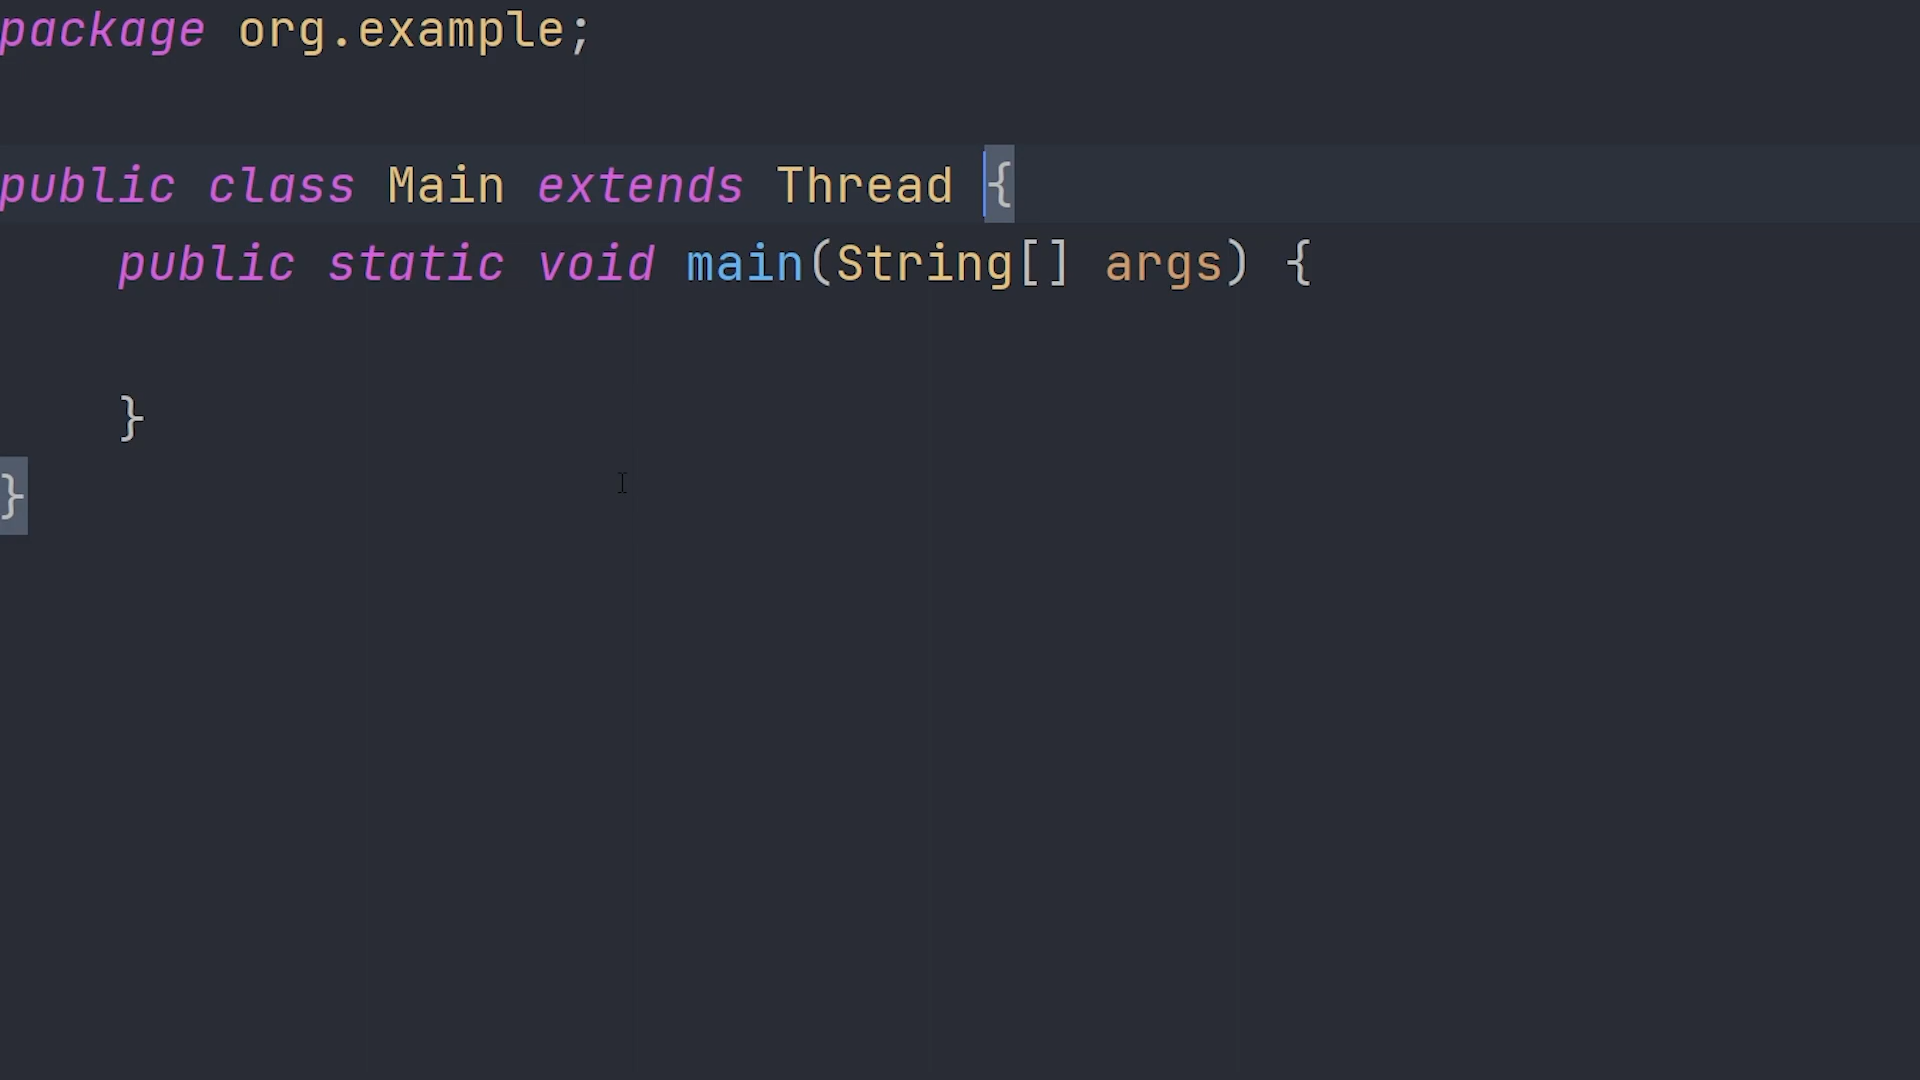 package org.example;
public class Main extends Thread {
    public static void main(String[] args) {
    }
}